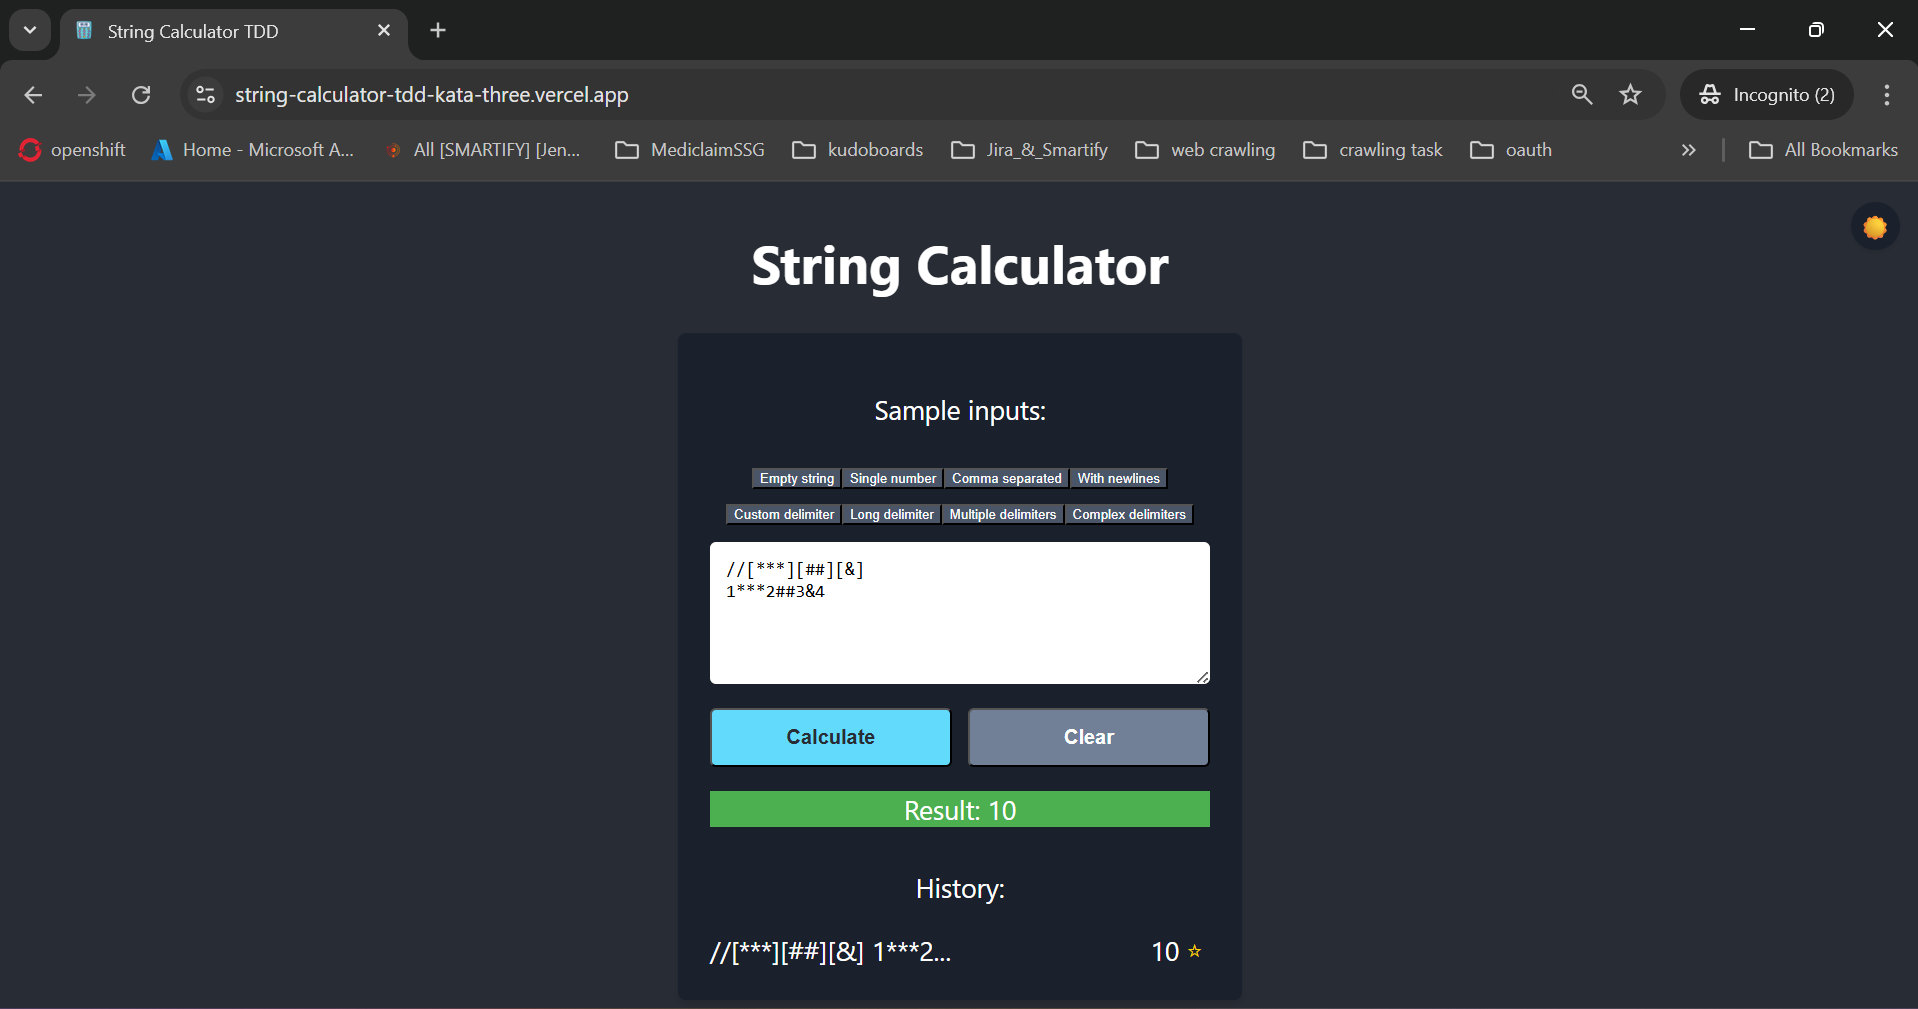 String Calculator TDD
string-calculator-tdd-kata-three.vercel.app
Incognito (2)
openshift
Home - Microsoft A...
All [SMARTIFY] [Jen...
MediclaimSSG
kudoboards
Jira_&_Smartify
web crawling
crawling task
oauth
All Bookmarks
String Calculator
Sample inputs:
Empty string Single number Comma separated With newlines
Custom delimiter Long delimiter Multiple delimiters Complex delimiters
//[***][##][&]
1***2##3&4
Calculate
Clear
Result: 10
History:
//[***][##][&] 1***2...
10